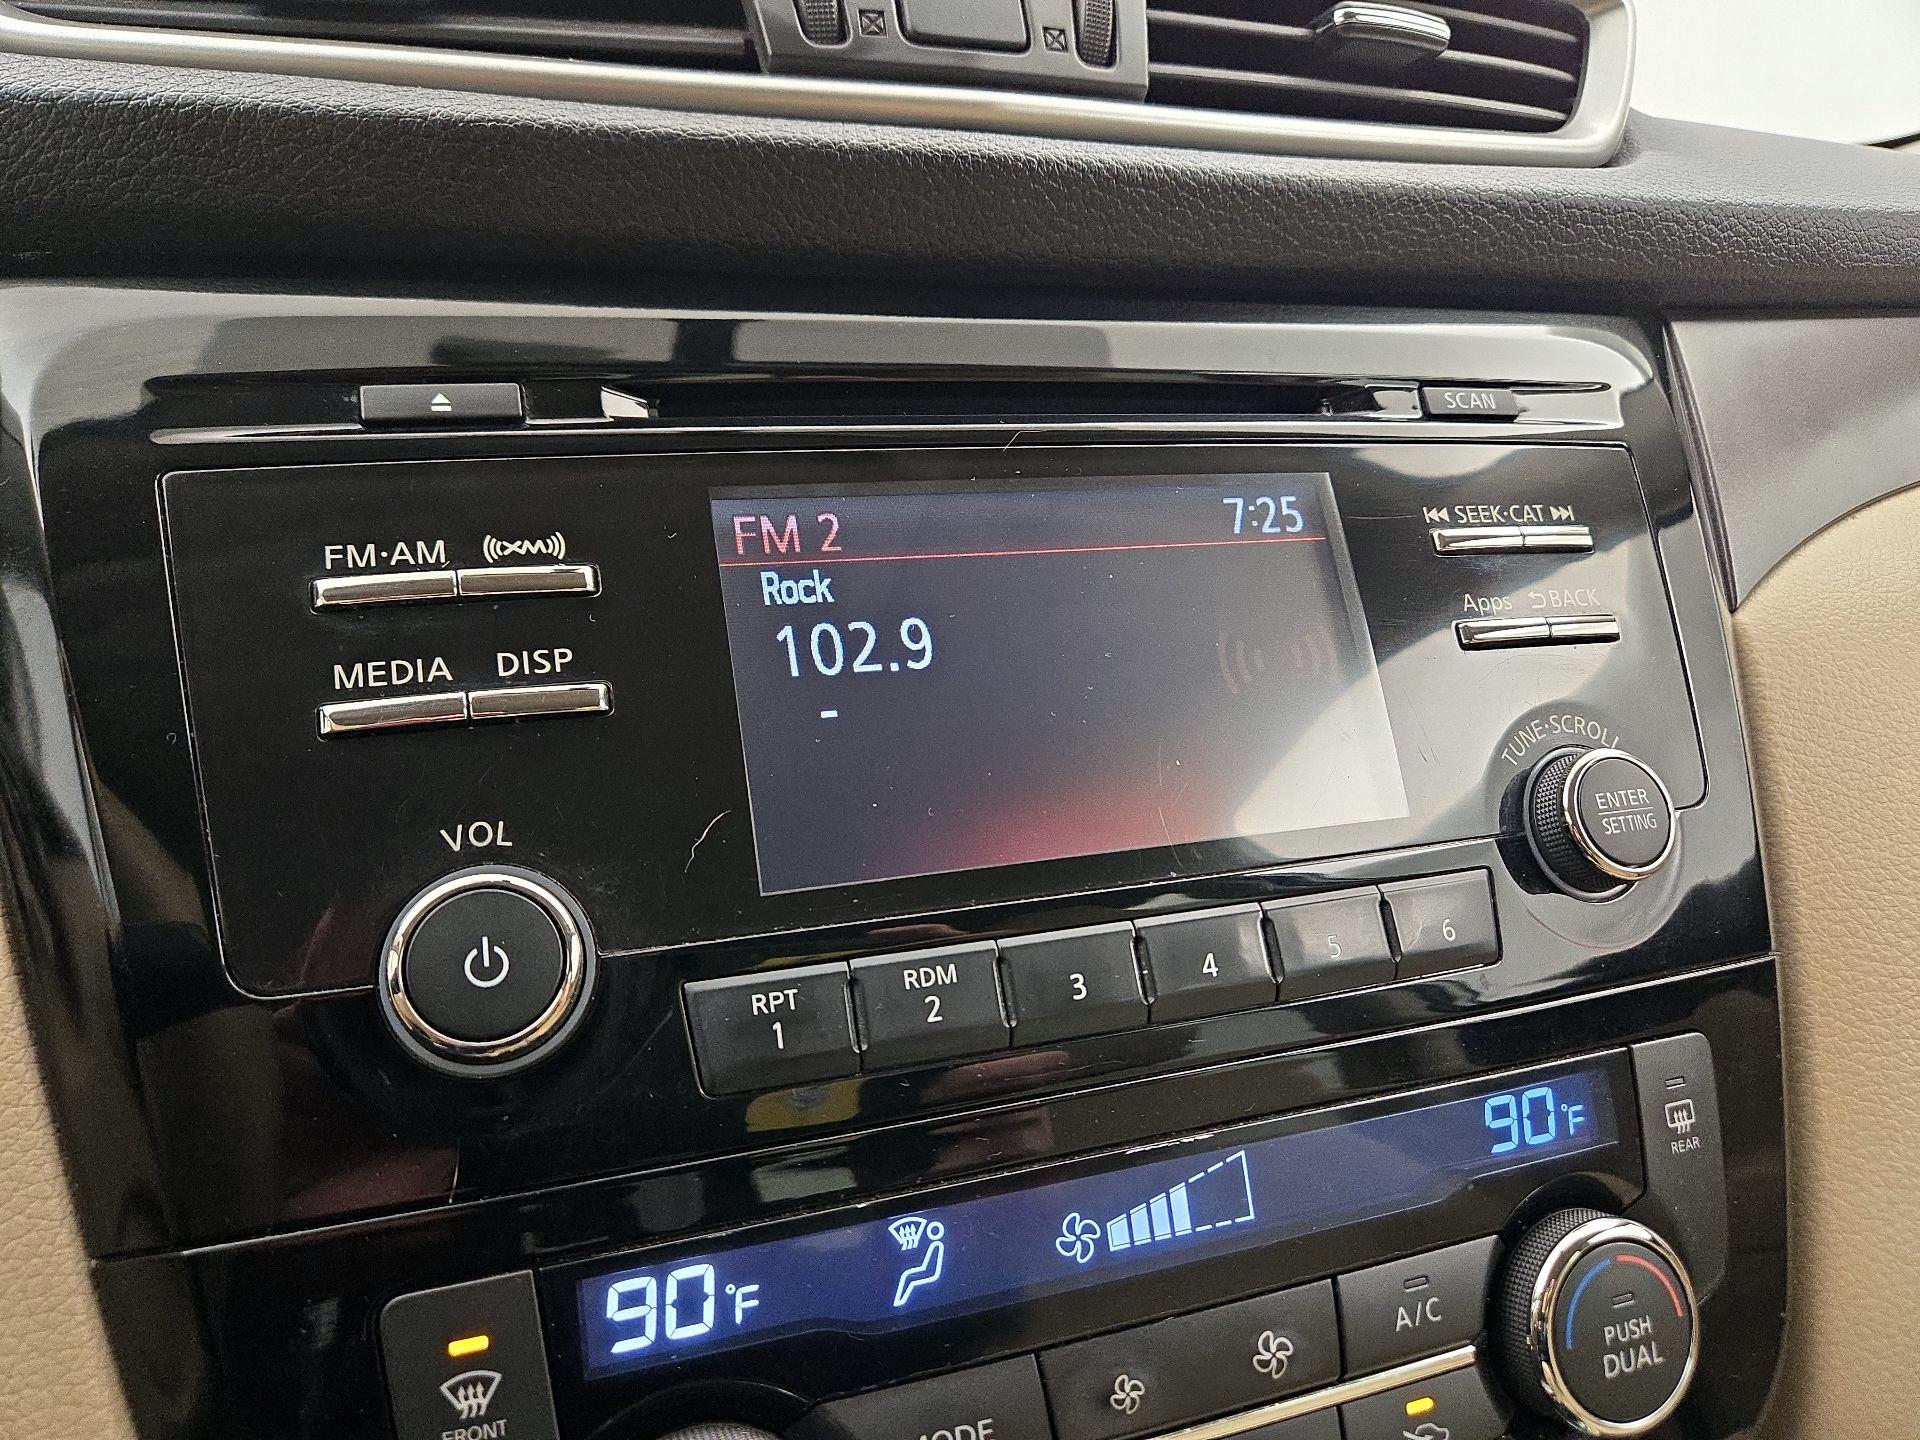 SCAN
FM 2 7:25
Rock
102.9
-
FM·AM XM
MEDIA DISP
VOL
SEEK·CAT
Apps BACK
TUNE·SCROLL
ENTER
SETTING
RPT
1
RDM
2
3
4
5
6
90°F
90°F
REAR
A/C
PUSH
DUAL
FRONT
MODE